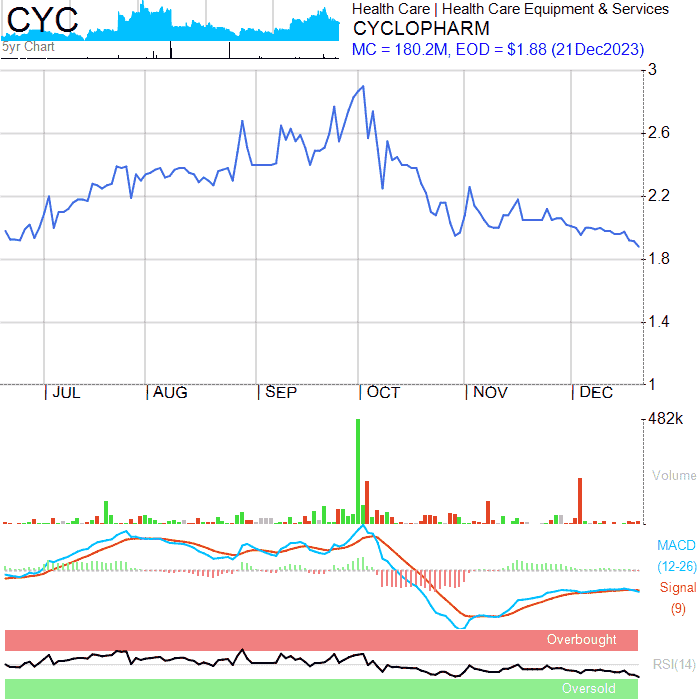 CYC
5yr Chart
Health Care | Health Care Equipment & Services
CYCLOPHARM
MC = 180.2M, EOD = $1.88 (21Dec2023)
3
2.6
2.2
1.8
1.4
1
| JUL | AUG | SEP | OCT | NOV | DEC
482k
Volume
MACD
(12-26)
Signal
(9)
Overbought
RSI(14)
Oversold